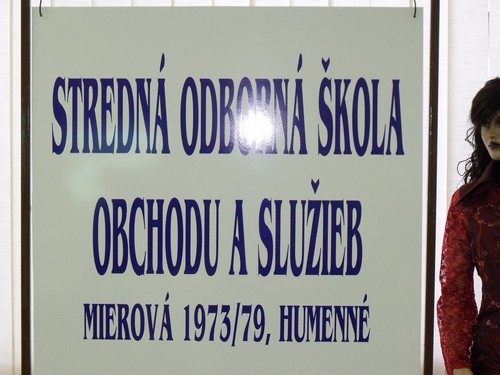 STREDNÁ ODBORNÁ ŠKOLA
OBCHODU A SLUŽIEB
MIEROVÁ 1973/79, HUMENNÉ